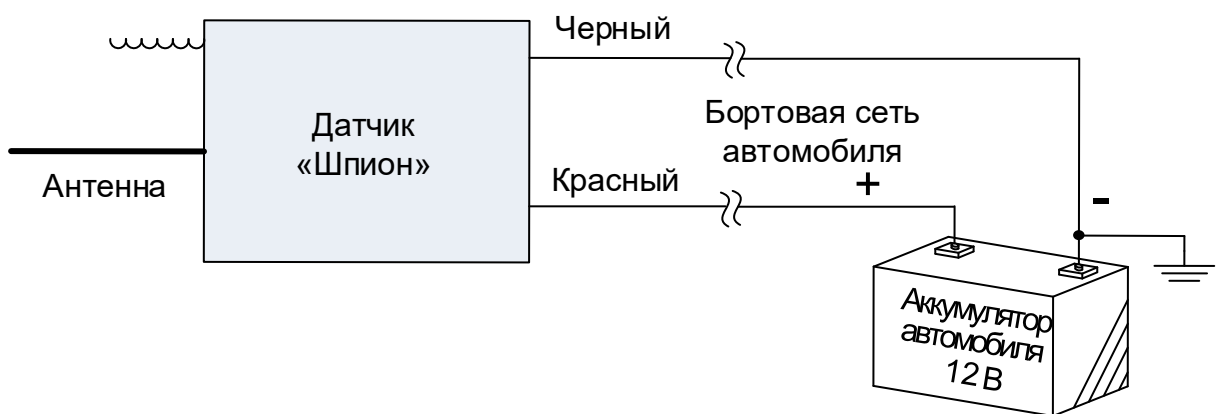 Черный
Датчик
«Шпион»
Антенна
Бортовая сеть
автомобиля
Красный
+
-
Аккумулятор
автомобиля
12 В